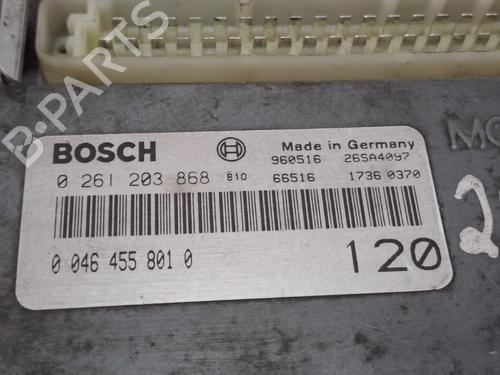 B-PARTS
BOSCH
Made in Germany
960516 26SA4097
0 261 203 868 B10 66516 1736 0370
0 046 455 801 0
120